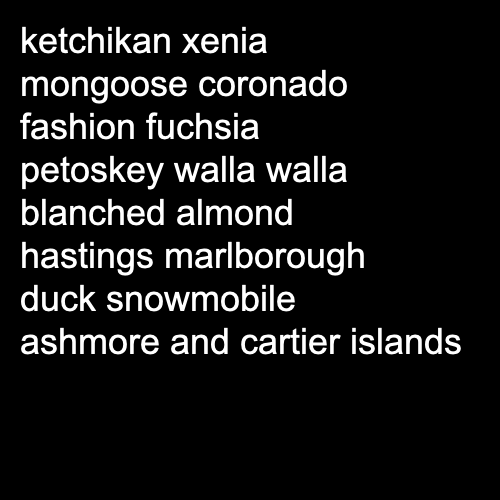 ketchikan xenia
mongoose coronado
fashion fuchsia
petoskey walla walla
blanched almond
hastings marlborough
duck snowmobile
ashmore and cartier islands